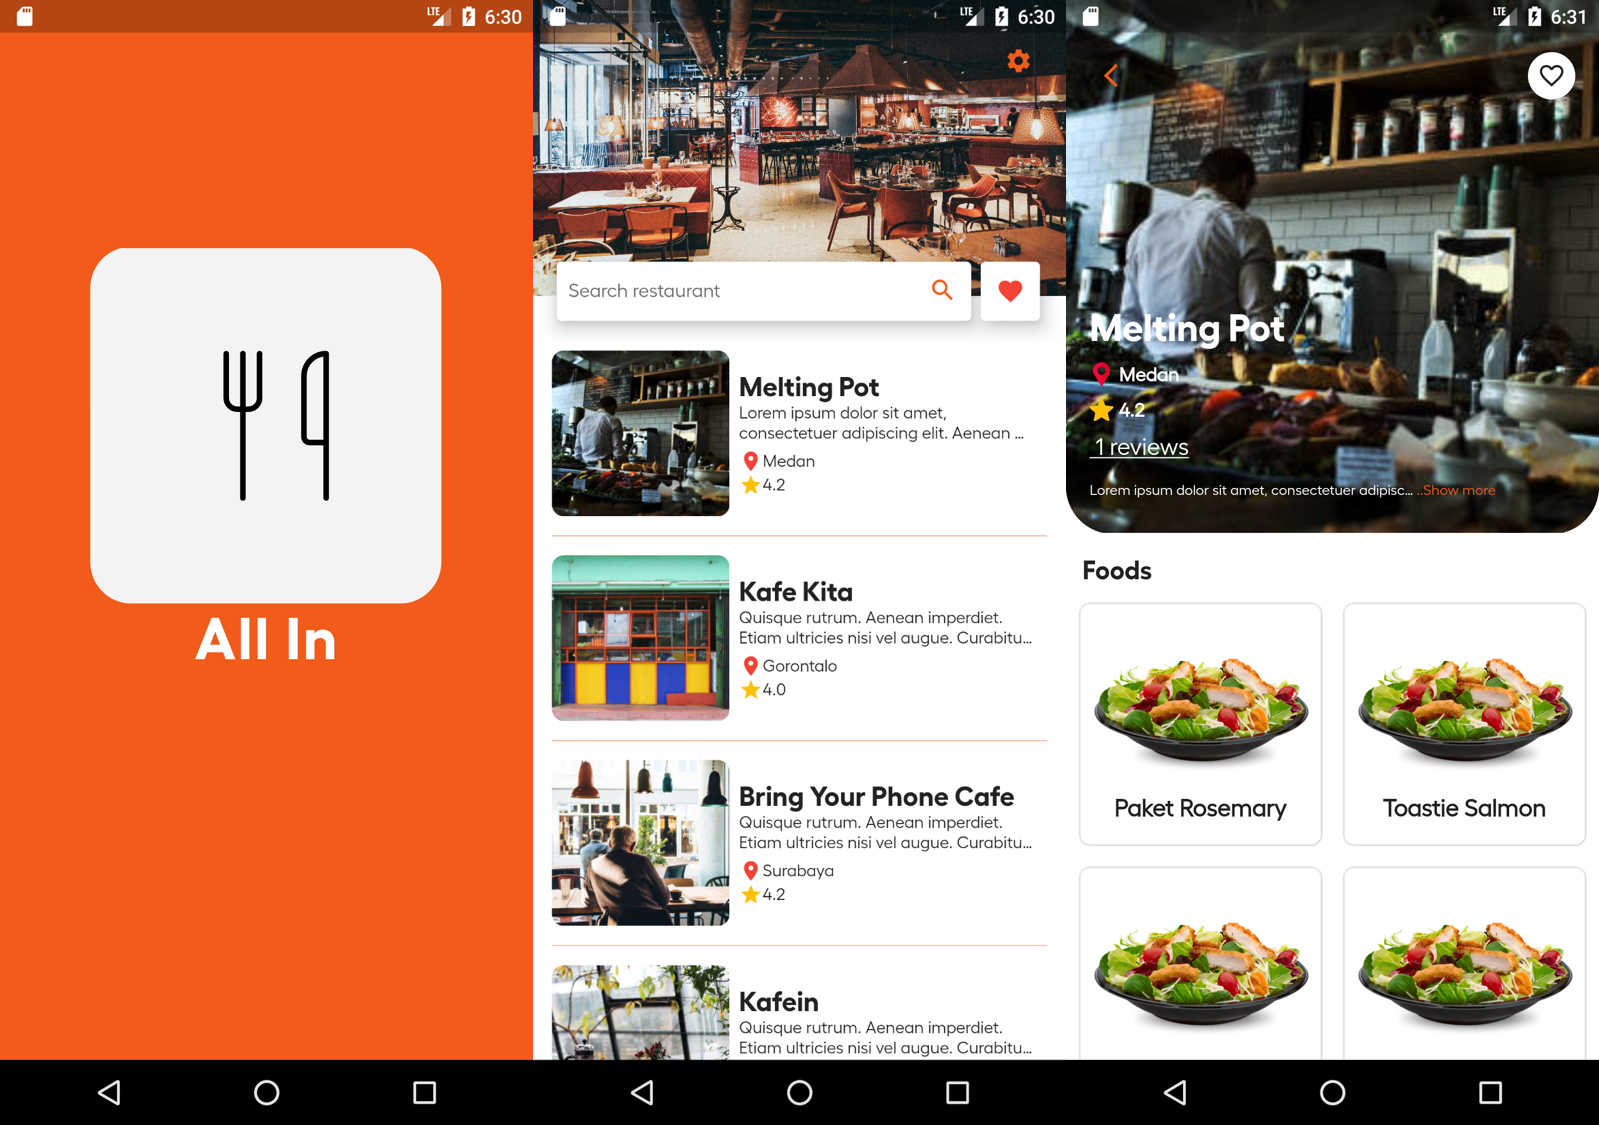 LTE 6:30
All In
LTE 6:30
Search restaurant
Melting Pot
Lorem ipsum dolor sit amet,
consectetuer adipiscing elit. Aenean ...
Medan
4.2
Kafe Kita
Quisque rutrum. Aenean imperdiet.
Etiam ultricies nisi vel augue. Curabitu...
Gorontalo
4.0
Bring Your Phone Cafe
Quisque rutrum. Aenean imperdiet.
Etiam ultricies nisi vel augue. Curabitu...
Surabaya
4.2
Kafein
Quisque rutrum. Aenean imperdiet.
Etiam ultricies nisi vel augue. Curabitu...
LTE 6:31
Melting Pot
Medan
4.2
1 reviews
Lorem ipsum dolor sit amet, consectetuer adipisc... ..Show more
Foods
Paket Rosemary
Toastie Salmon